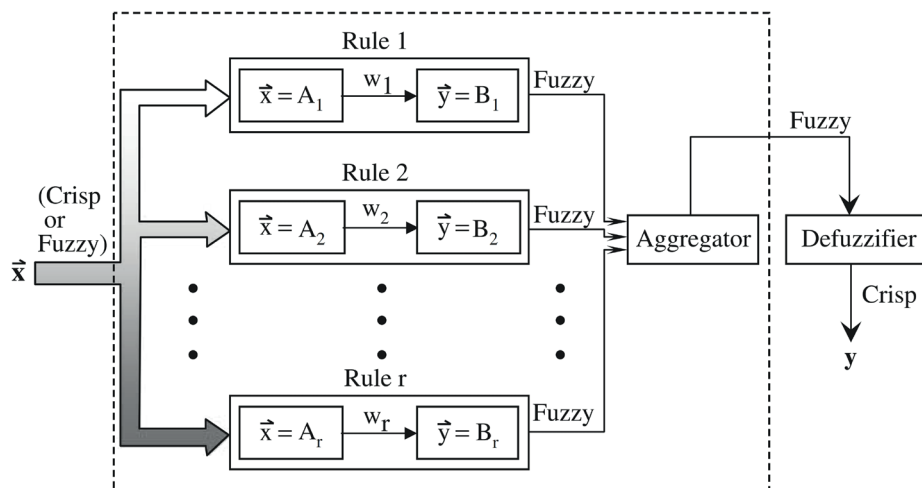 Rule 1
x⃗ = A₁
w₁
y⃗ = B₁
Fuzzy
Fuzzy
(Crisp
or
Fuzzy)
x⃗
Rule 2
x⃗ = A₂
w₂
y⃗ = B₂
Fuzzy
Aggregator
Defuzzifier
Crisp
y
Rule r
x⃗ = Aᵣ
wᵣ
y⃗ = Bᵣ
Fuzzy